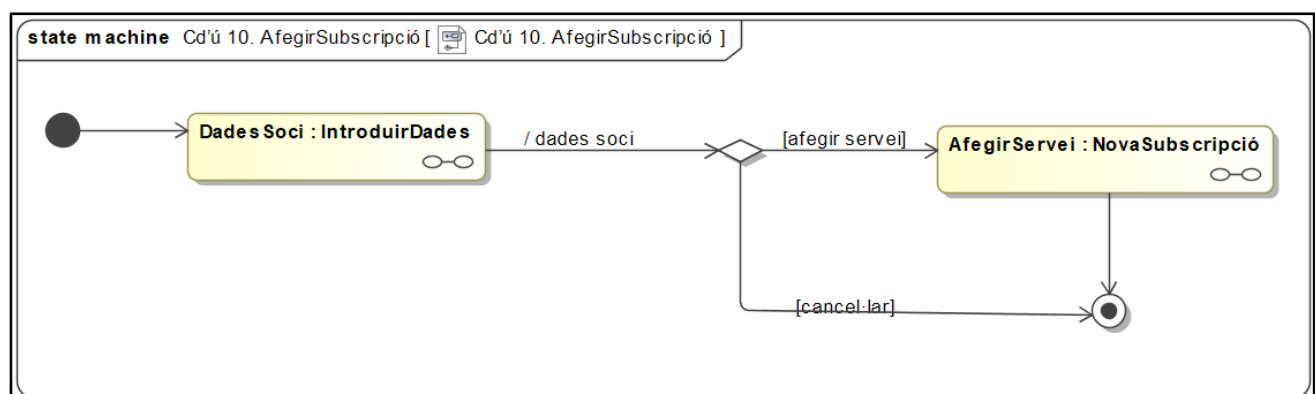 state machine Cd'ú 10. AfegirSubscripció [ Cd'ú 10. AfegirSubscripció ]
DadesSoci : IntroduirDades
/ dades soci
[afegir servei]
AfegirServei : NovaSubscripció
[cancel·lar]